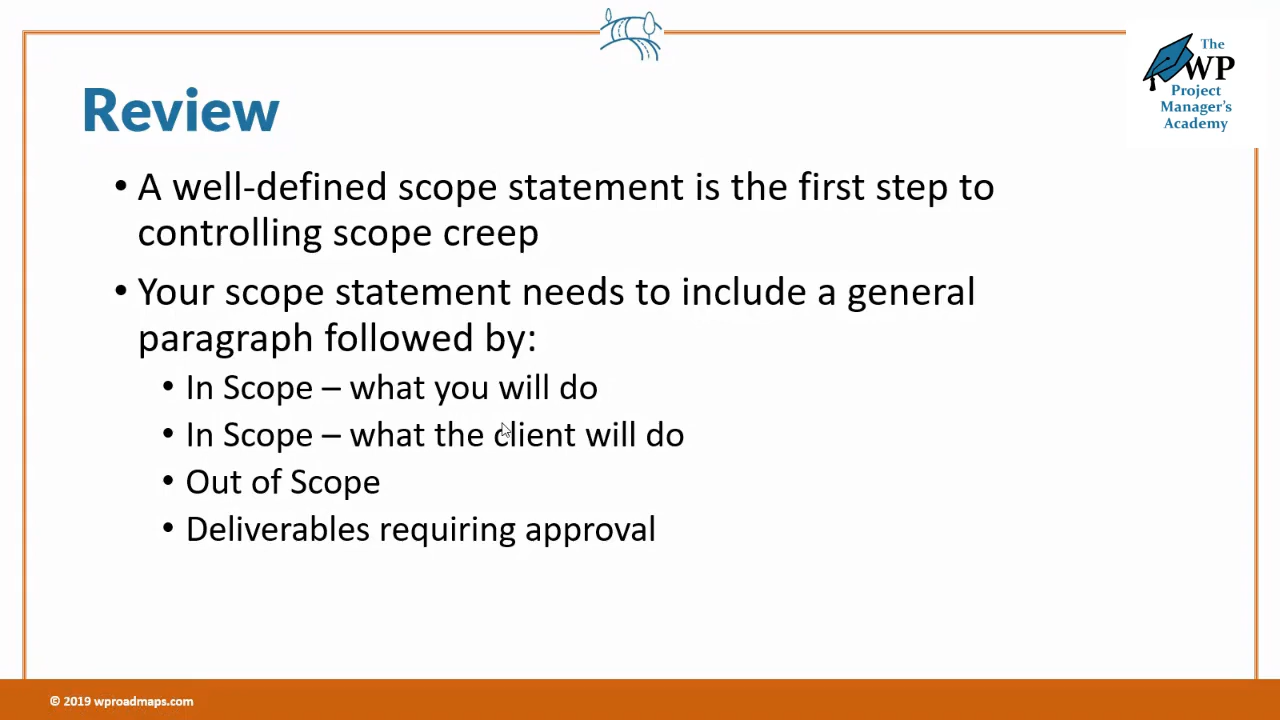 The
WP
Project
Manager's
Academy
Review
• A well-defined scope statement is the first step to
controlling scope creep
• Your scope statement needs to include a general
paragraph followed by:
• In Scope – what you will do
• In Scope – what the client will do
• Out of Scope
• Deliverables requiring approval
© 2019 wproadmaps.com